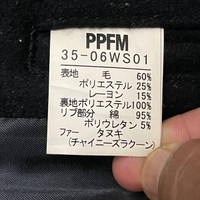 PPFM
35-06WS01
表地 毛 60%
ポリエステル 25%
レーヨン 15%
裏地ポリエステル100%
リブ部分 綿 95%
ポリウレタン 5%
ファー タヌキ
(チャイニーズラクーン)